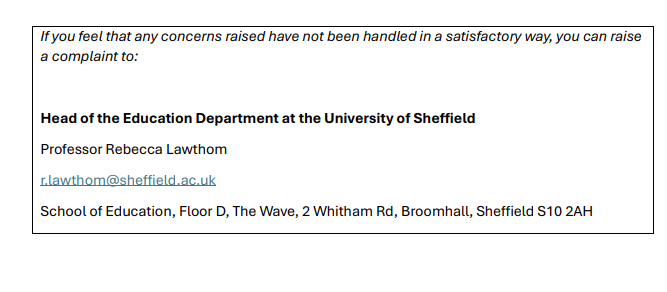 If you feel that any concerns raised have not been handled in a satisfactory way, you can raise
a complaint to:
Head of the Education Department at the University of Sheffield
Professor Rebecca Lawthom
r.lawthom@sheffield.ac.uk
School of Education, Floor D, The Wave, 2 Whitham Rd, Broomhall, Sheffield S10 2AH